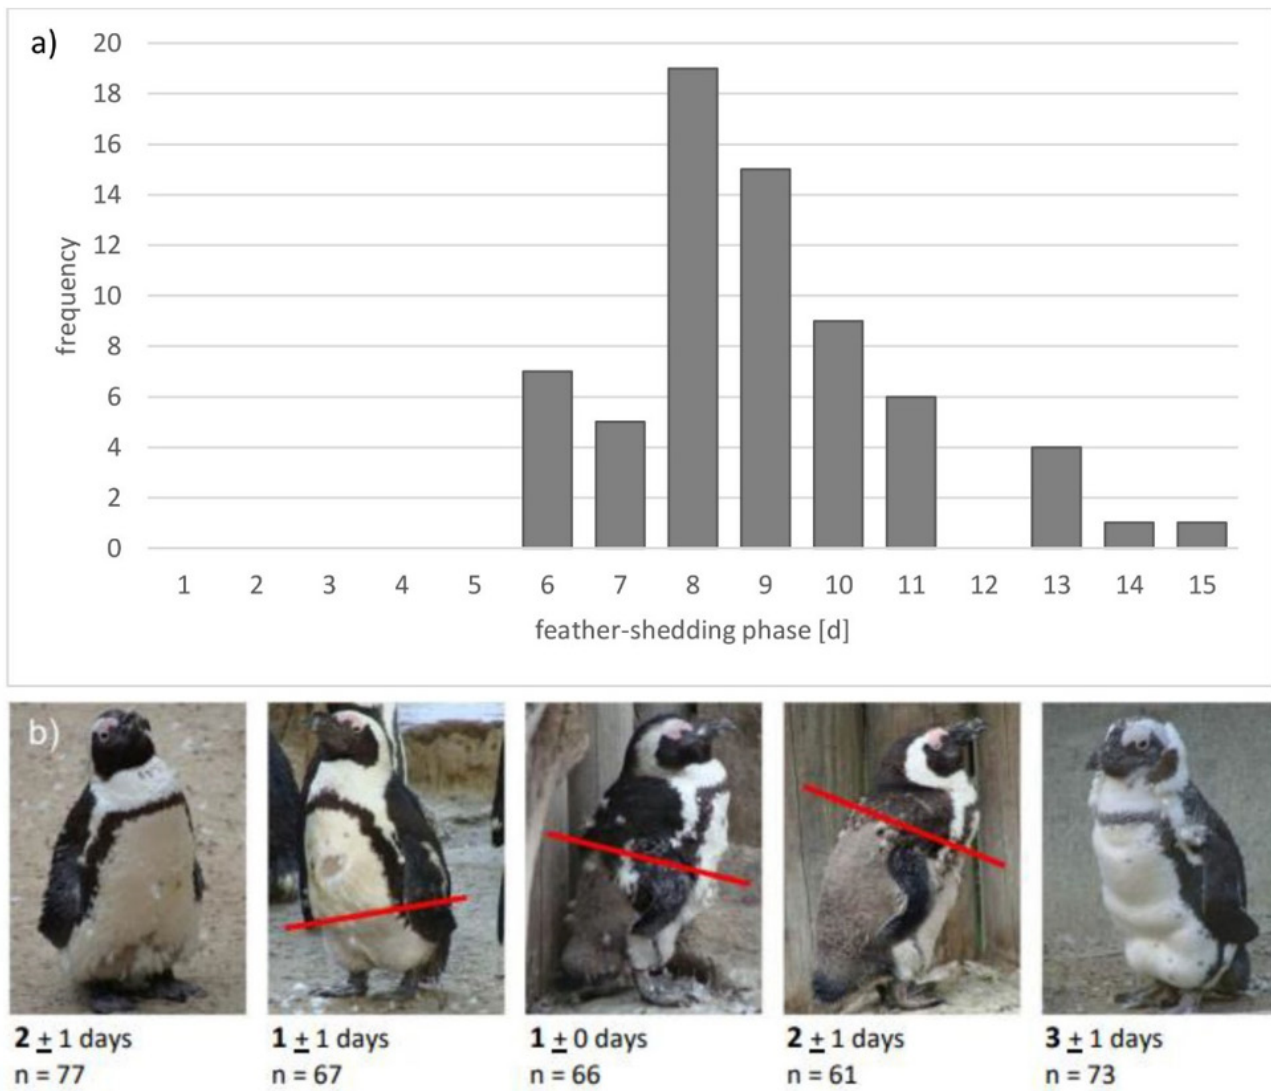 a)
20
18
16
14
12
10
8
6
4
2
0
frequency
1 2 3 4 5 6 7 8 9 10 11 12 13 14 15
feather-shedding phase [d]
b)
2 ± 1 days
n = 77
1 ± 1 days
n = 67
1 ± 0 days
n = 66
2 ± 1 days
n = 61
3 ± 1 days
n = 73